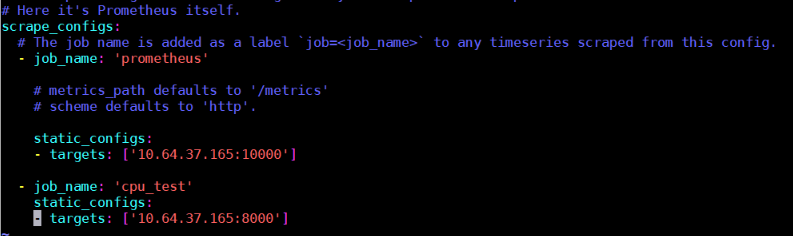 # Here it's Prometheus itself.
scrape_configs:
  # The job name is added as a label `job=<job_name>` to any timeseries scraped from this config.
  - job_name: 'prometheus'

    # metrics_path defaults to '/metrics'
    # scheme defaults to 'http'.

    static_configs:
    - targets: ['10.64.37.165:10000']

  - job_name: 'cpu_test'
    static_configs:
    - targets: ['10.64.37.165:8000']
~